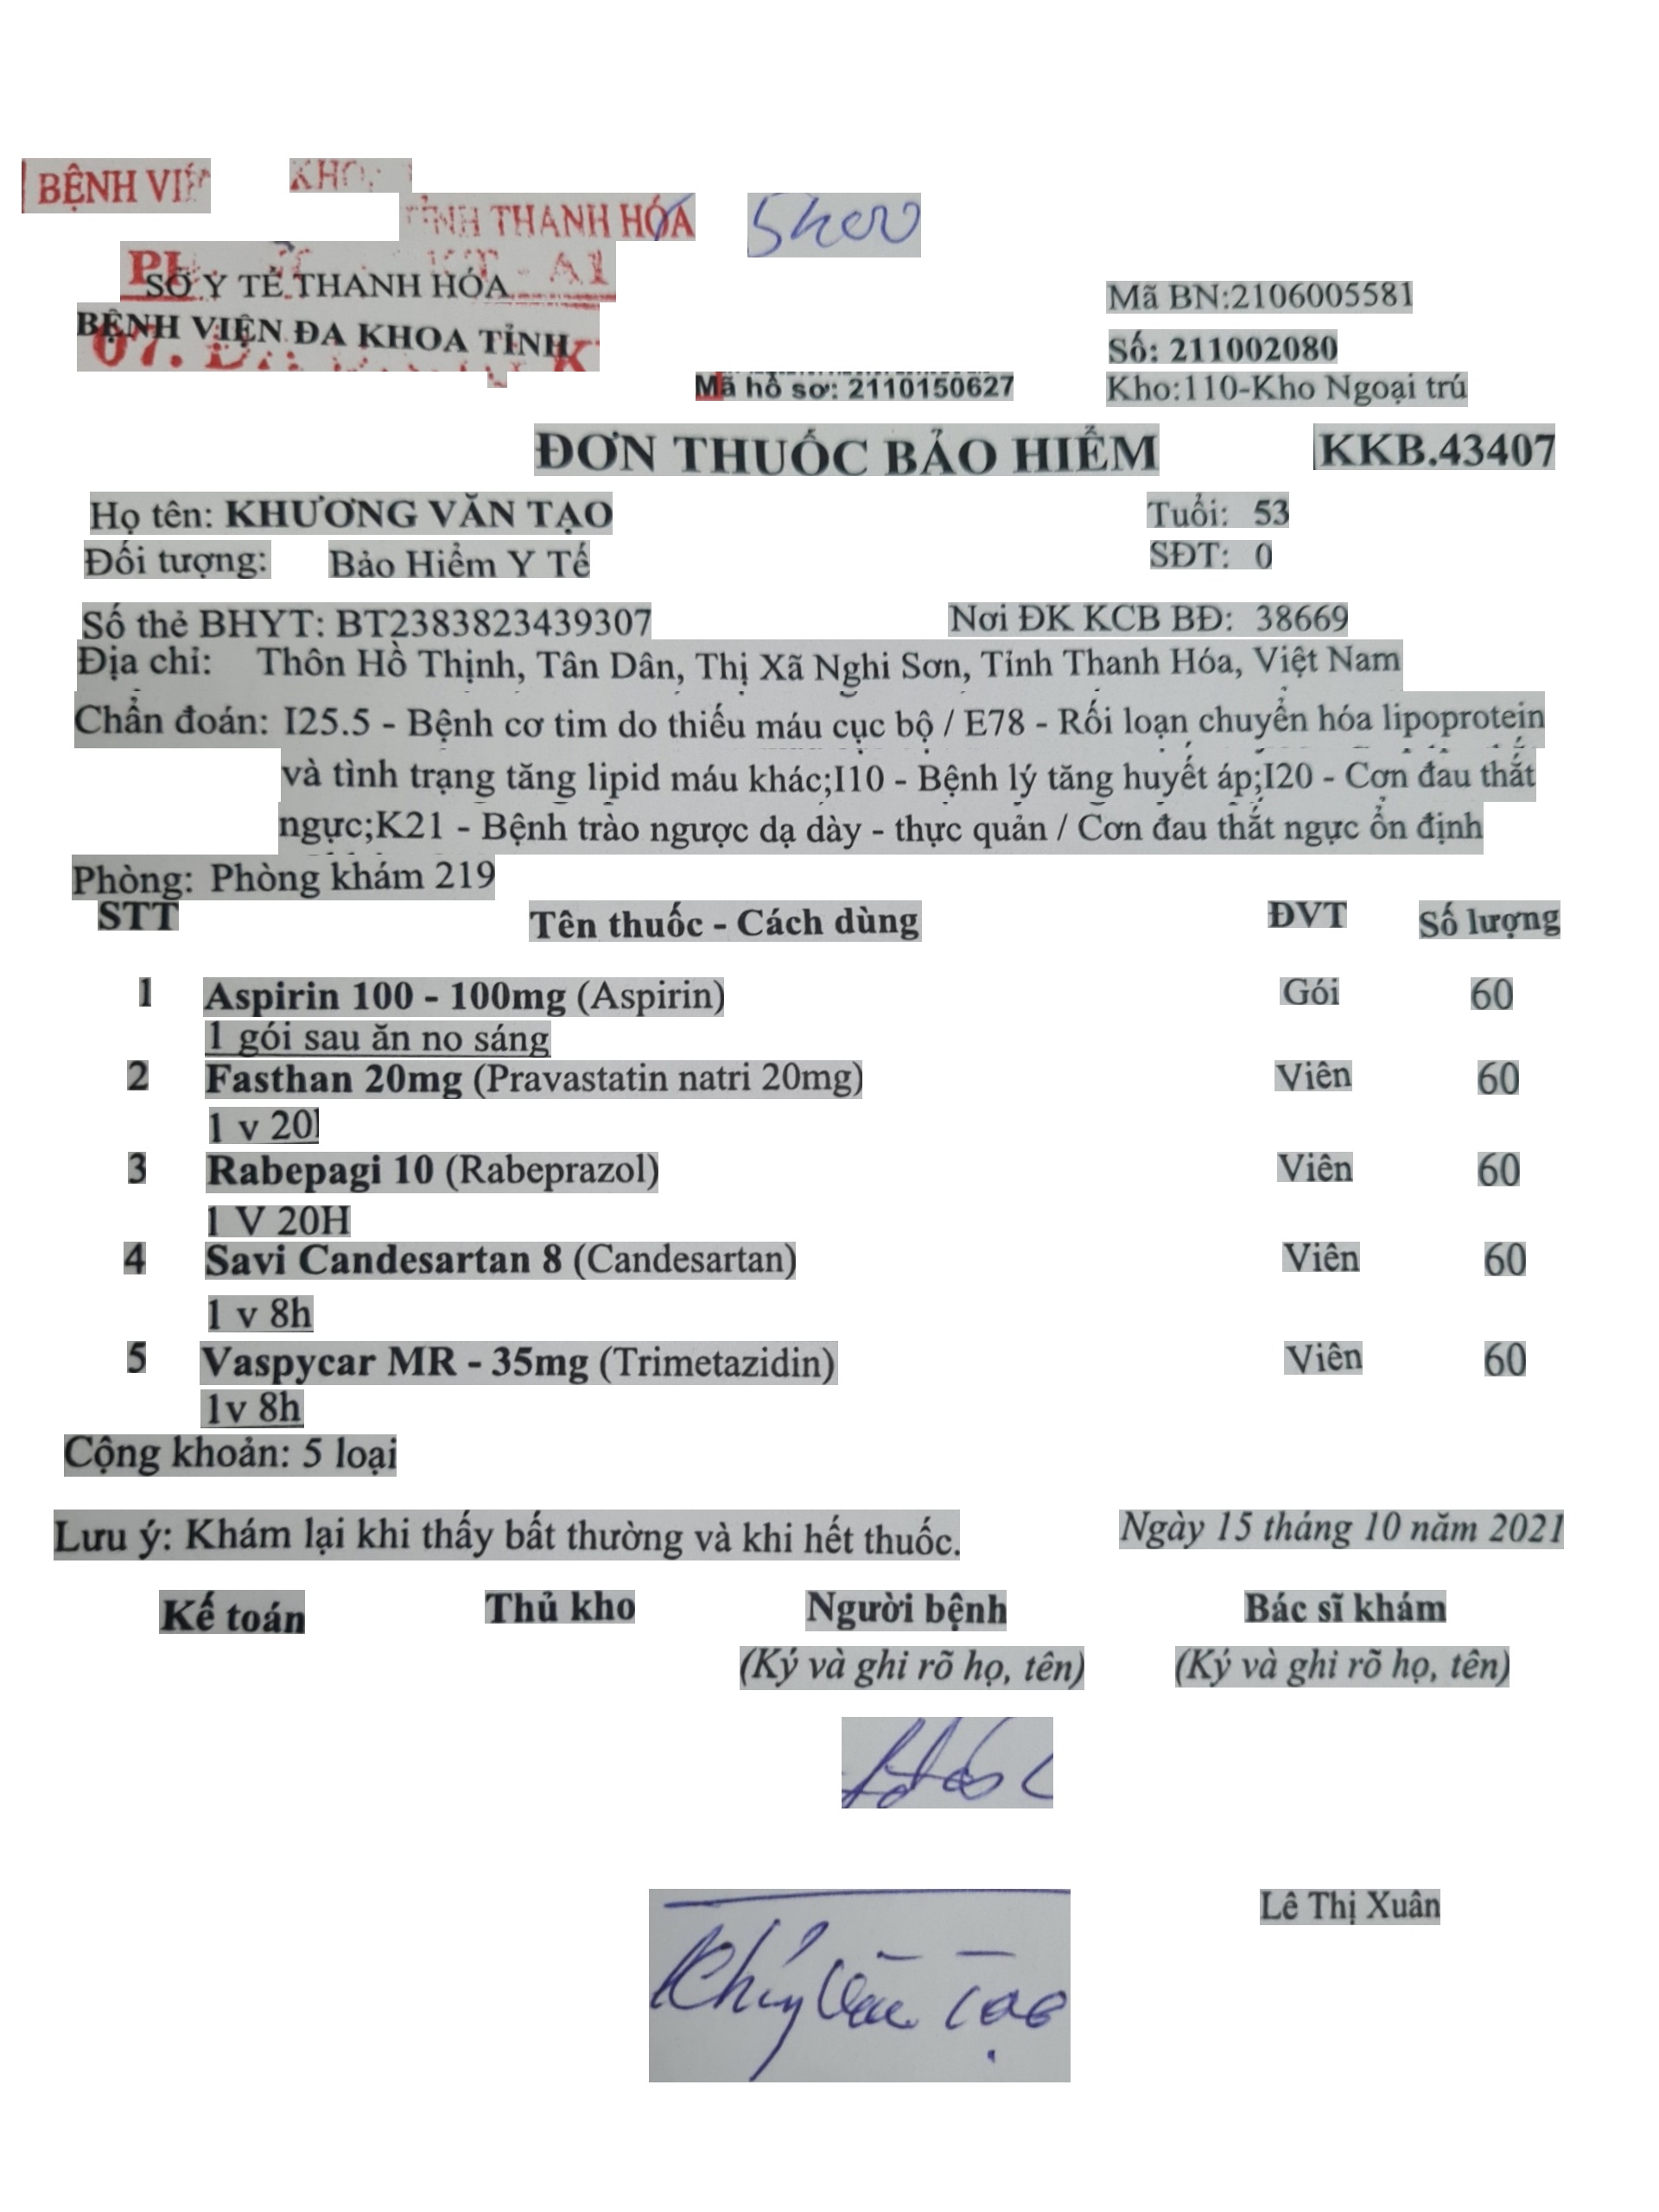 BỆNH VIỆN
THANH HÓA
SỞ Y TẾ THANH HÓA
BỆNH VIỆN ĐA KHOA TỈNH
Mã BN:2106005581
Số: 211002080
Mã hồ sơ: 2110150627
Kho:110-Kho Ngoại trú
ĐƠN THUỐC BẢO HIỂM KKB.43407
Họ tên: KHƯƠNG VĂN TẠO Tuổi: 53
Đối tượng: Bảo Hiểm Y Tế SĐT: 0
Số thẻ BHYT: BT2383823439307 Nơi ĐK KCB BĐ: 38669
Địa chỉ: Thôn Hồ Thịnh, Tân Dân, Thị Xã Nghi Sơn, Tỉnh Thanh Hóa, Việt Nam
Chẩn đoán: I25.5 - Bệnh cơ tim do thiếu máu cục bộ / E78 - Rối loạn chuyển hóa lipoprotein
và tình trạng tăng lipid máu khác;I10 - Bệnh lý tăng huyết áp;I20 - Cơn đau thắt
ngực;K21 - Bệnh trào ngược dạ dày - thực quản / Cơn đau thắt ngực ổn định
Phòng: Phòng khám 219
STT Tên thuốc - Cách dùng ĐVT Số lượng
1 Aspirin 100 - 100mg (Aspirin) Gói 60
1 gói sau ăn no sáng
2 Fasthan 20mg (Pravastatin natri 20mg) Viên 60
1 v 20
3 Rabepagi 10 (Rabeprazol) Viên 60
1 V 20H
4 Savi Candesartan 8 (Candesartan) Viên 60
1 v 8h
5 Vaspycar MR - 35mg (Trimetazidin) Viên 60
1v 8h
Cộng khoản: 5 loại
Lưu ý: Khám lại khi thấy bất thường và khi hết thuốc. Ngày 15 tháng 10 năm 2021
Kế toán Thủ kho Người bệnh Bác sĩ khám
(Ký và ghi rõ họ, tên) (Ký và ghi rõ họ, tên)
Lê Thị Xuân
Văn Tạo